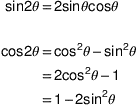 sin2θ = 2sinθcosθ
cos2θ = cos²θ − sin²θ
= 2cos²θ − 1
= 1 − 2sin²θ